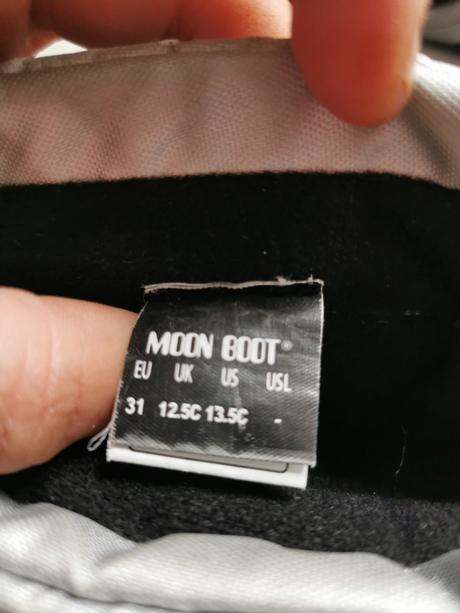 MOON BOOT®
EU UK US USL
31 12.5C 13.5C -